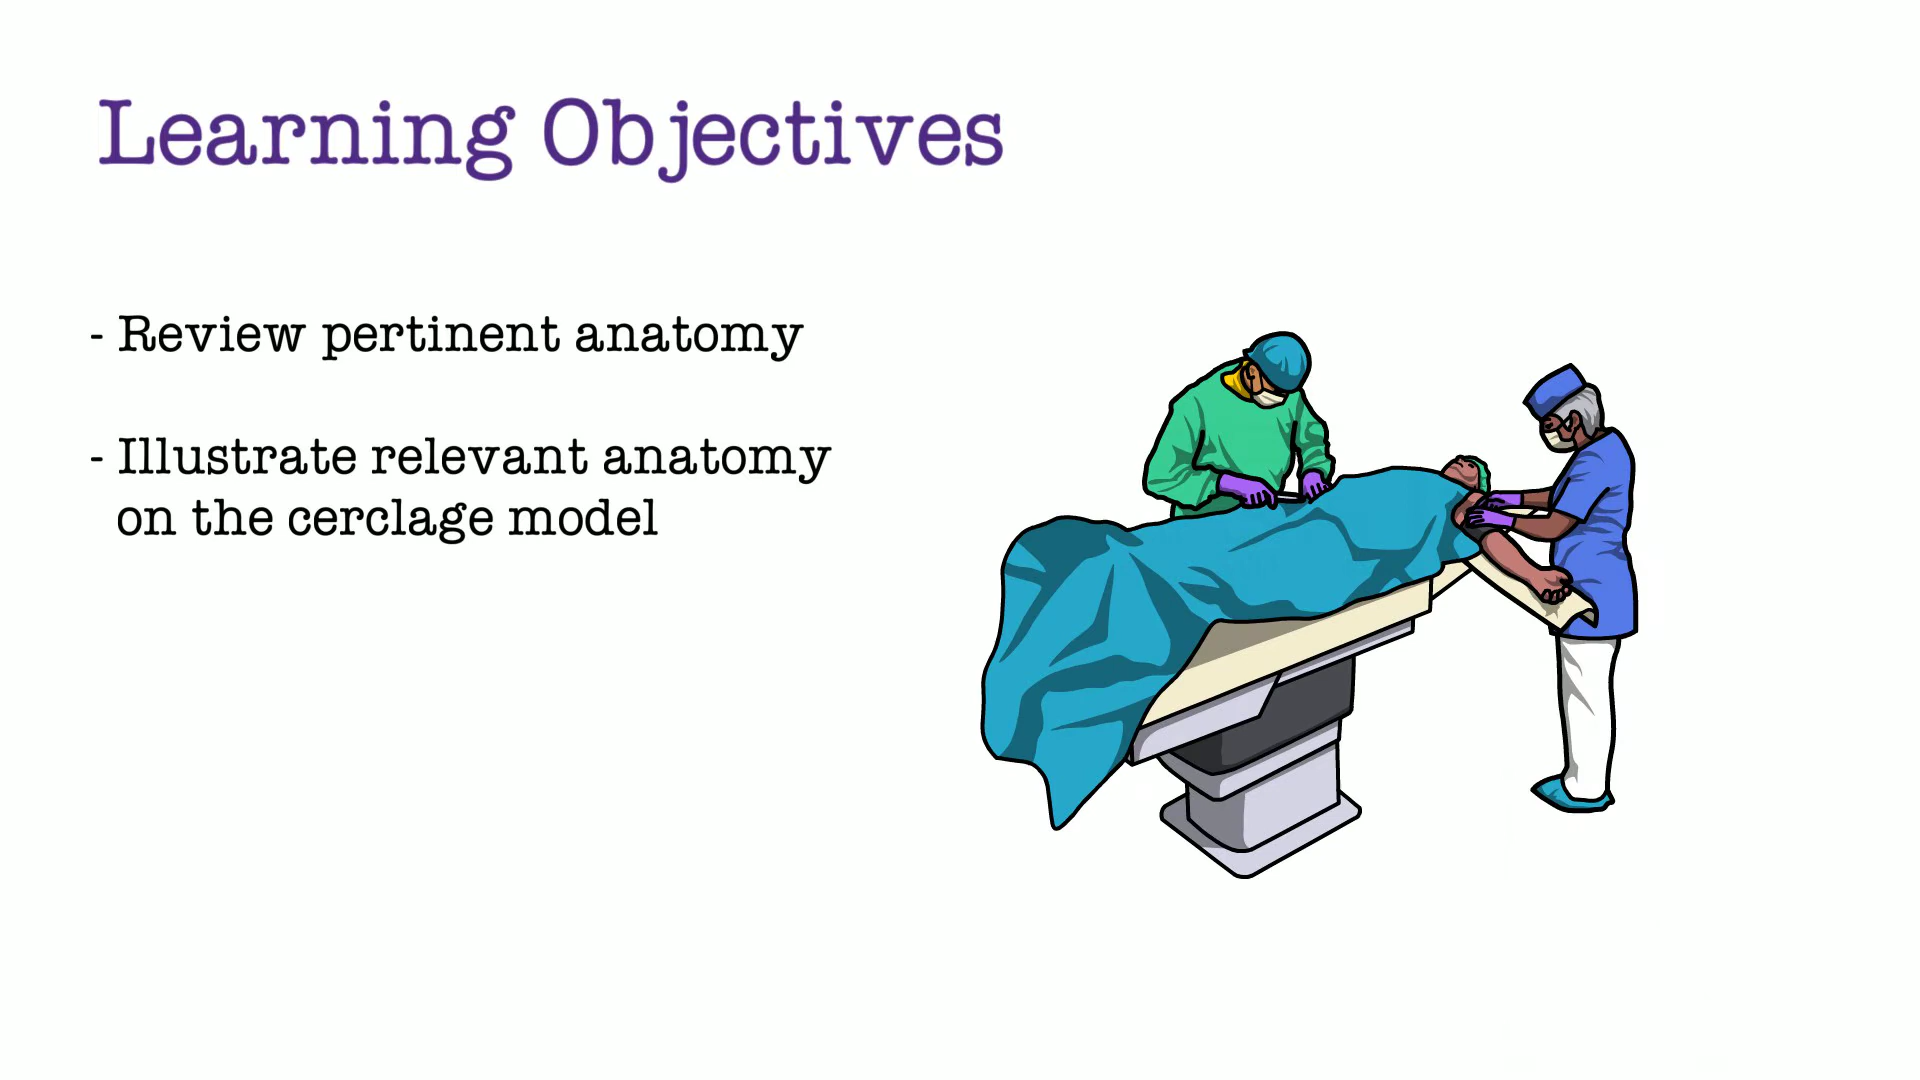 Learning Objectives
- Review pertinent anatomy
- Illustrate relevant anatomy
on the cerclage model